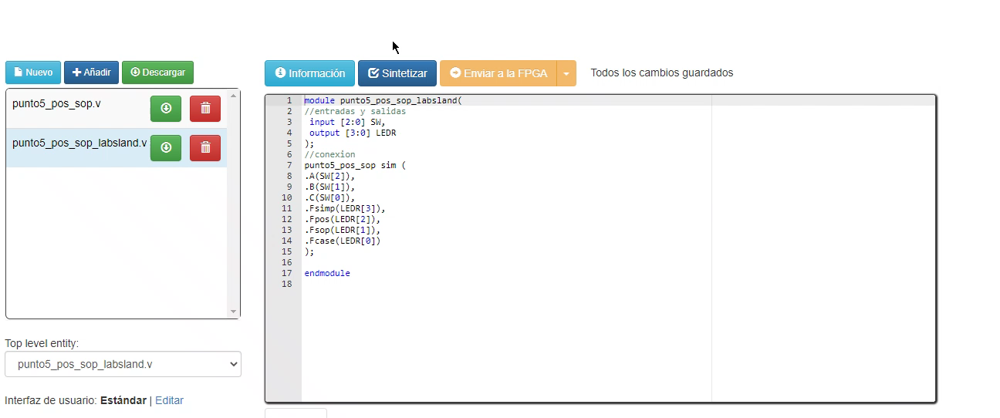 Nuevo Añadir Descargar
Información Sintetizar Enviar a la FPGA Todos los cambios guardados
punto5_pos_sop.v
punto5_pos_sop_labsland.v
Top level entity:
punto5_pos_sop_labsland.v
Interfaz de usuario: Estándar | Editar
1 module punto5_pos_sop_labsland(
2 //entradas y salidas
3  input [2:0] SW,
4  output [3:0] LEDR
5 );
6 //conexion
7 punto5_pos_sop sim (
8 .A(SW[2]),
9 .B(SW[1]),
10 .C(SW[0]),
11 .Fsimp(LEDR[3]),
12 .Fpos(LEDR[2]),
13 .Fsop(LEDR[1]),
14 .Fcase(LEDR[0])
15 );
16
17 endmodule
18